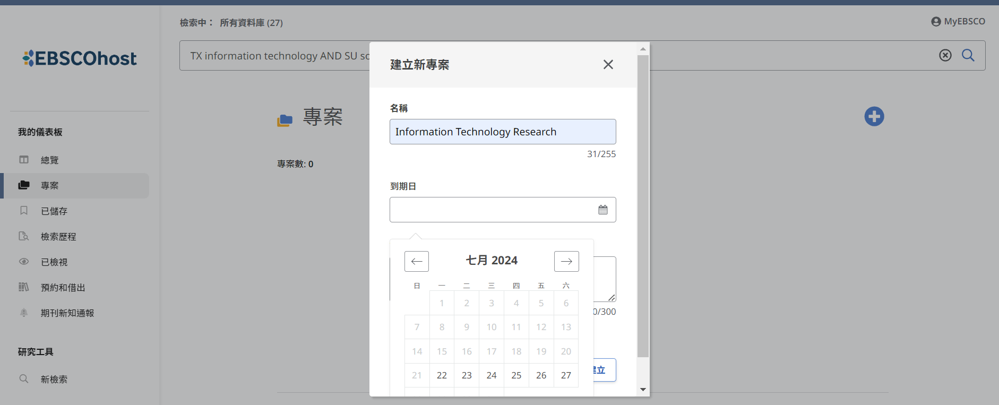 檢索中： 所有資料庫 (27)
MyEBSCO
EBSCOhost
TX information technology AND SU sc
建立新專案
名稱
Information Technology Research
31/255
專案
專案數: 0
到期日
七月 2024
日 一 二 三 四 五 六
1 2 3 4 5 6
7 8 9 10 11 12 13
14 15 16 17 18 19 20
21 22 23 24 25 26 27
0/300
建立
我的儀表板
總覽
專案
已儲存
檢索歷程
已檢視
預約和借出
期刊新知通報
研究工具
新檢索